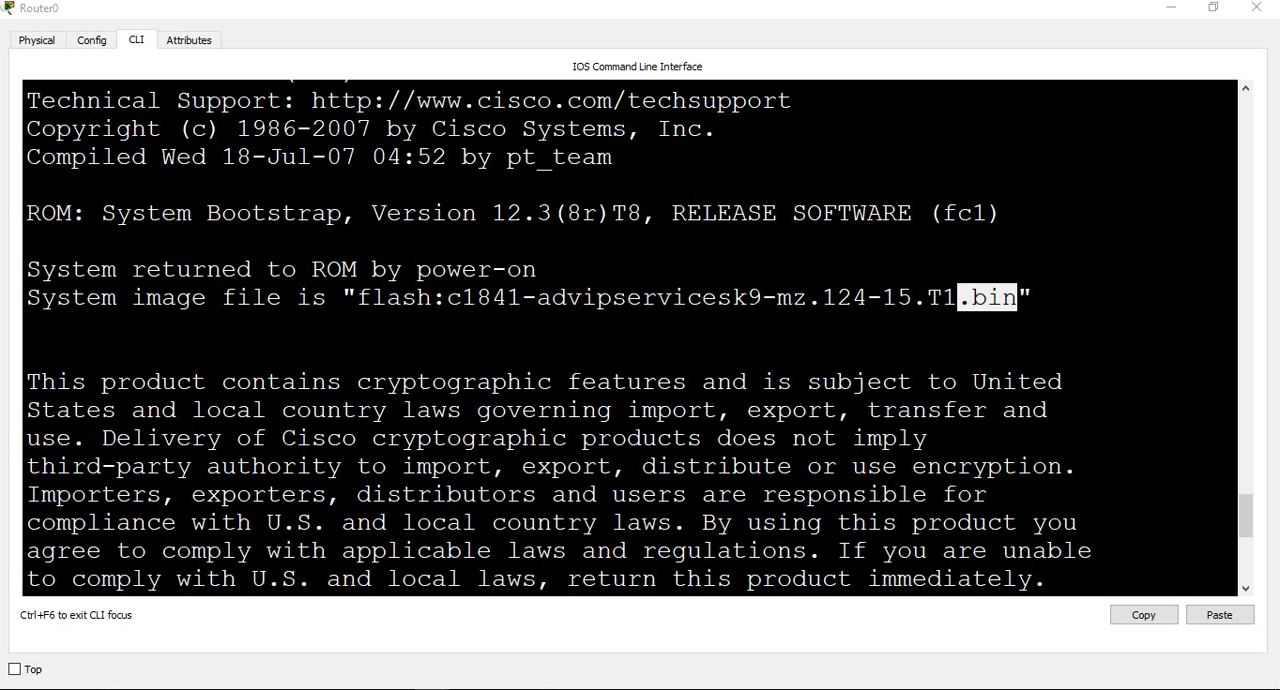 Router0
Physical Config CLI Attributes
IOS Command Line Interface
Technical Support: http://www.cisco.com/techsupport
Copyright (c) 1986-2007 by Cisco Systems, Inc.
Compiled Wed 18-Jul-07 04:52 by pt_team
ROM: System Bootstrap, Version 12.3(8r)T8, RELEASE SOFTWARE (fc1)
System returned to ROM by power-on
System image file is "flash:c1841-advipservicesk9-mz.124-15.T1.bin"
This product contains cryptographic features and is subject to United
States and local country laws governing import, export, transfer and
use. Delivery of Cisco cryptographic products does not imply
third-party authority to import, export, distribute or use encryption.
Importers, exporters, distributors and users are responsible for
compliance with U.S. and local country laws. By using this product you
agree to comply with applicable laws and regulations. If you are unable
to comply with U.S. and local laws, return this product immediately.
Ctrl+F6 to exit CLI focus
Copy Paste
Top